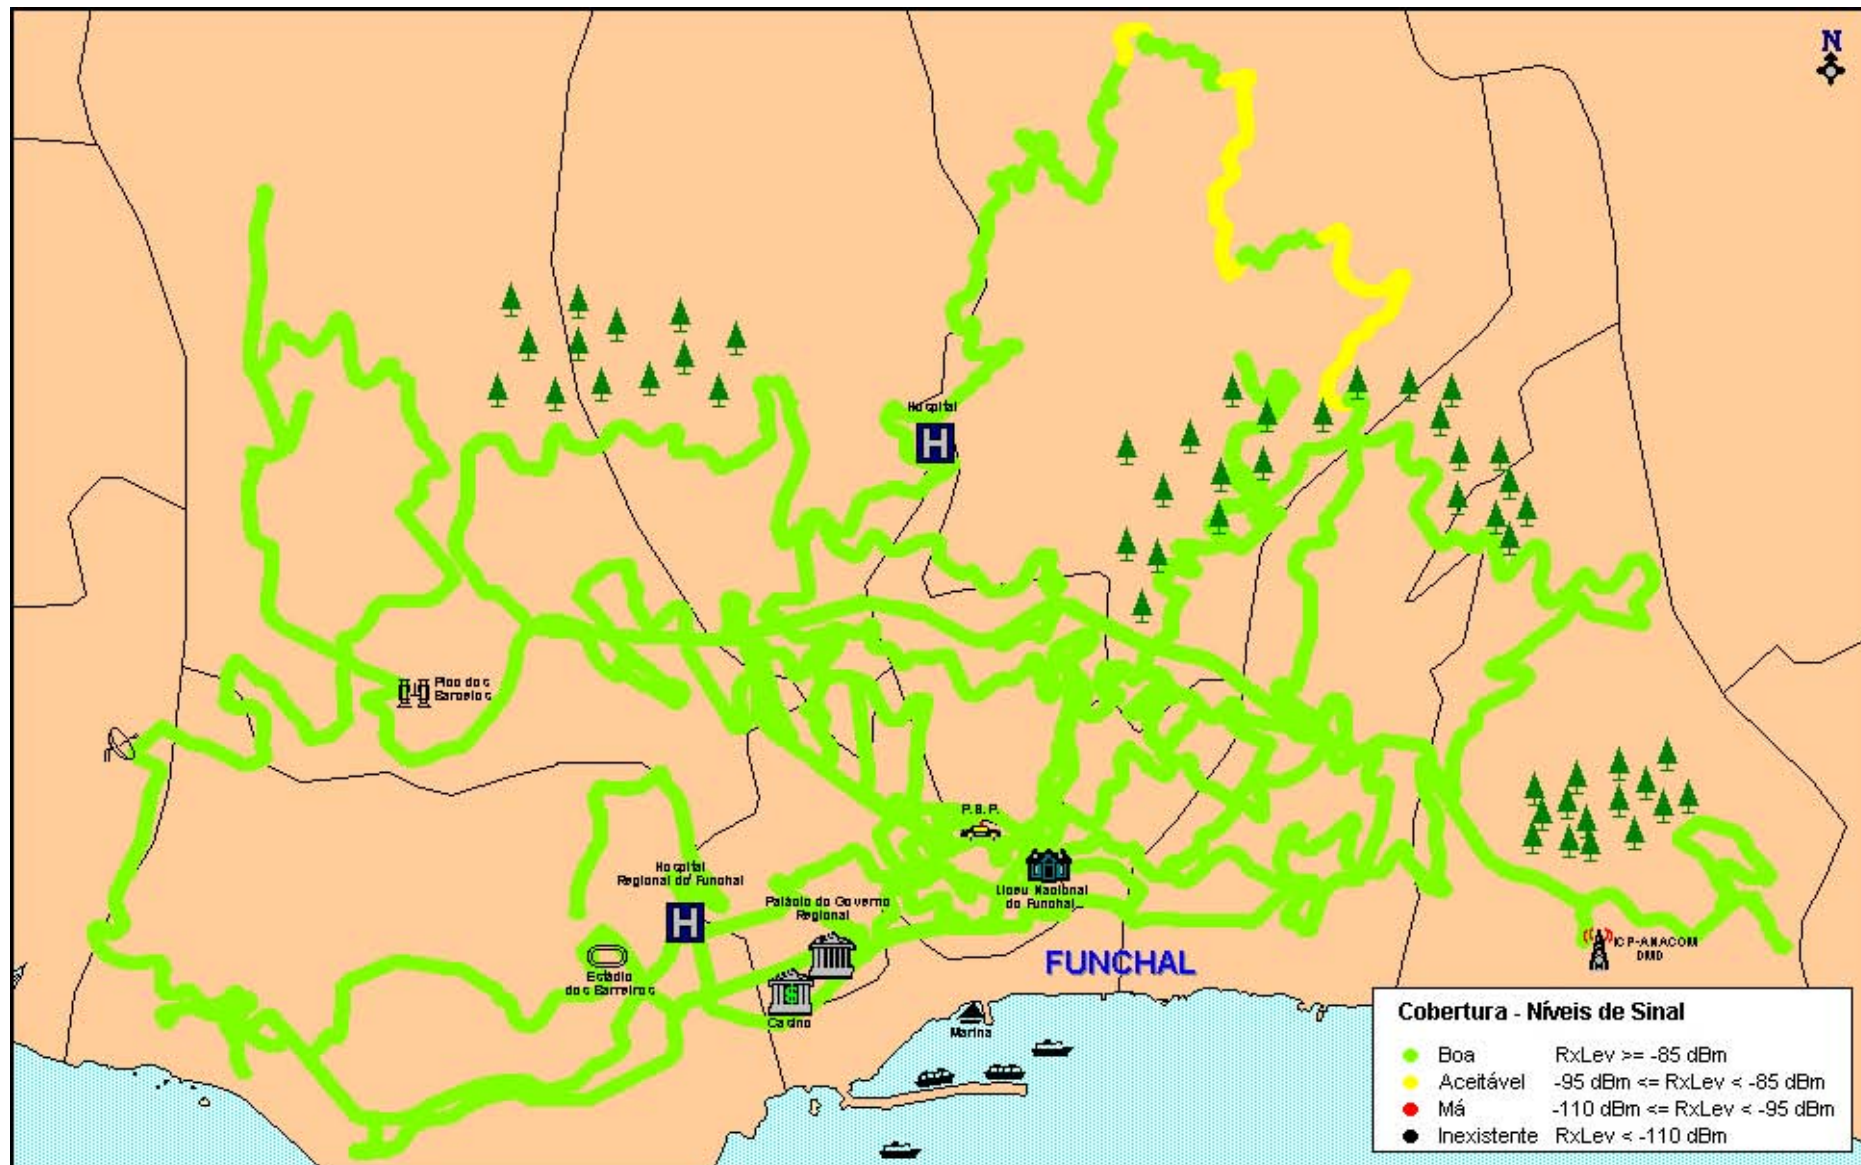 N
Hospital
Pico dos
Barcelos
P.S.P.
Hospital
Regional do Funchal
Liceu Nacional
do Funchal
Palácio do Governo
Regional
ICP-ANACOM
DMD
FUNCHAL
Estádio
dos Barreiros
Casino
Marina
Cobertura - Níveis de Sinal
Boa RxLev >= -85 dBm
Aceitável -95 dBm <= RxLev < -85 dBm
Má -110 dBm <= RxLev < -95 dBm
Inexistente RxLev < -110 dBm